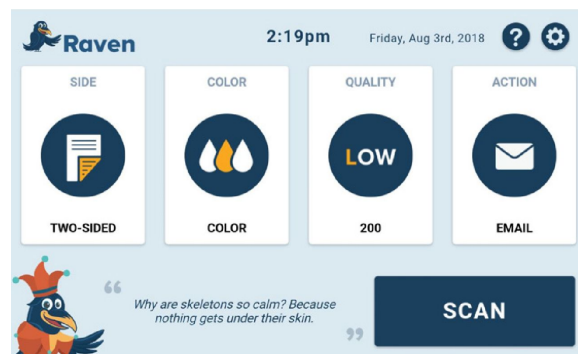 Raven
2:19pm
Friday, Aug 3rd, 2018
?
SIDE
COLOR
QUALITY
ACTION
LOW
TWO-SIDED
COLOR
200
EMAIL
“
Why are skeletons so calm? Because
nothing gets under their skin.
”
SCAN